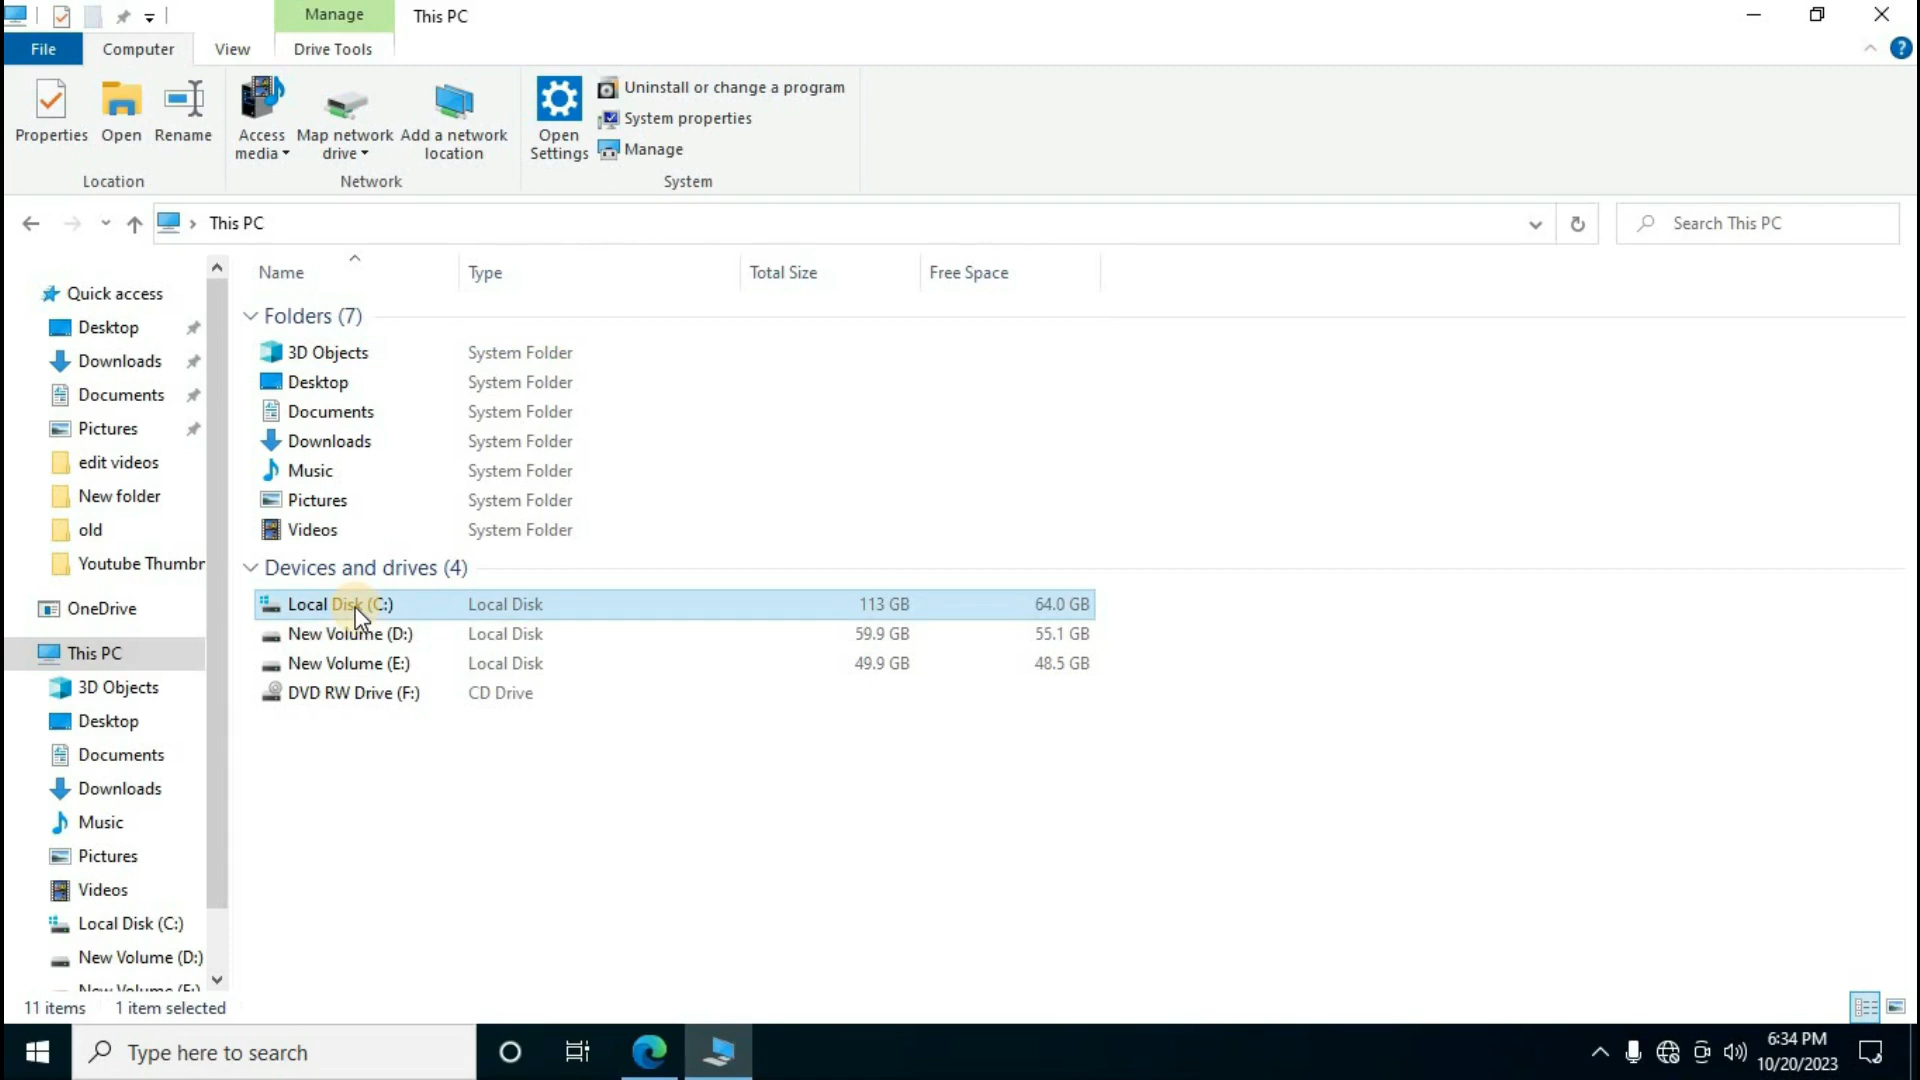 Manage
This PC
File
Computer
View
Drive Tools
Properties
Open
Rename
Access
media
Map network
drive
Add a network
location
Open
Settings
Uninstall or change a program
System properties
Manage
Location
Network
System
This PC
Search This PC
Name
Type
Total Size
Free Space
Quick access
Desktop
Downloads
Documents
Pictures
edit videos
New folder
old
Youtube Thumbr
OneDrive
This PC
3D Objects
Desktop
Documents
Downloads
Music
Pictures
Videos
Local Disk (C:)
New Volume (D:)
New Volume (E:)
Folders (7)
3D Objects System Folder
Desktop System Folder
Documents System Folder
Downloads System Folder
Music System Folder
Pictures System Folder
Videos System Folder
Devices and drives (4)
Local Disk (C:) Local Disk 113 GB 64.0 GB
New Volume (D:) Local Disk 59.9 GB 55.1 GB
New Volume (E:) Local Disk 49.9 GB 48.5 GB
DVD RW Drive (F:) CD Drive
11 items 1 item selected
Type here to search
6:34 PM
10/20/2023